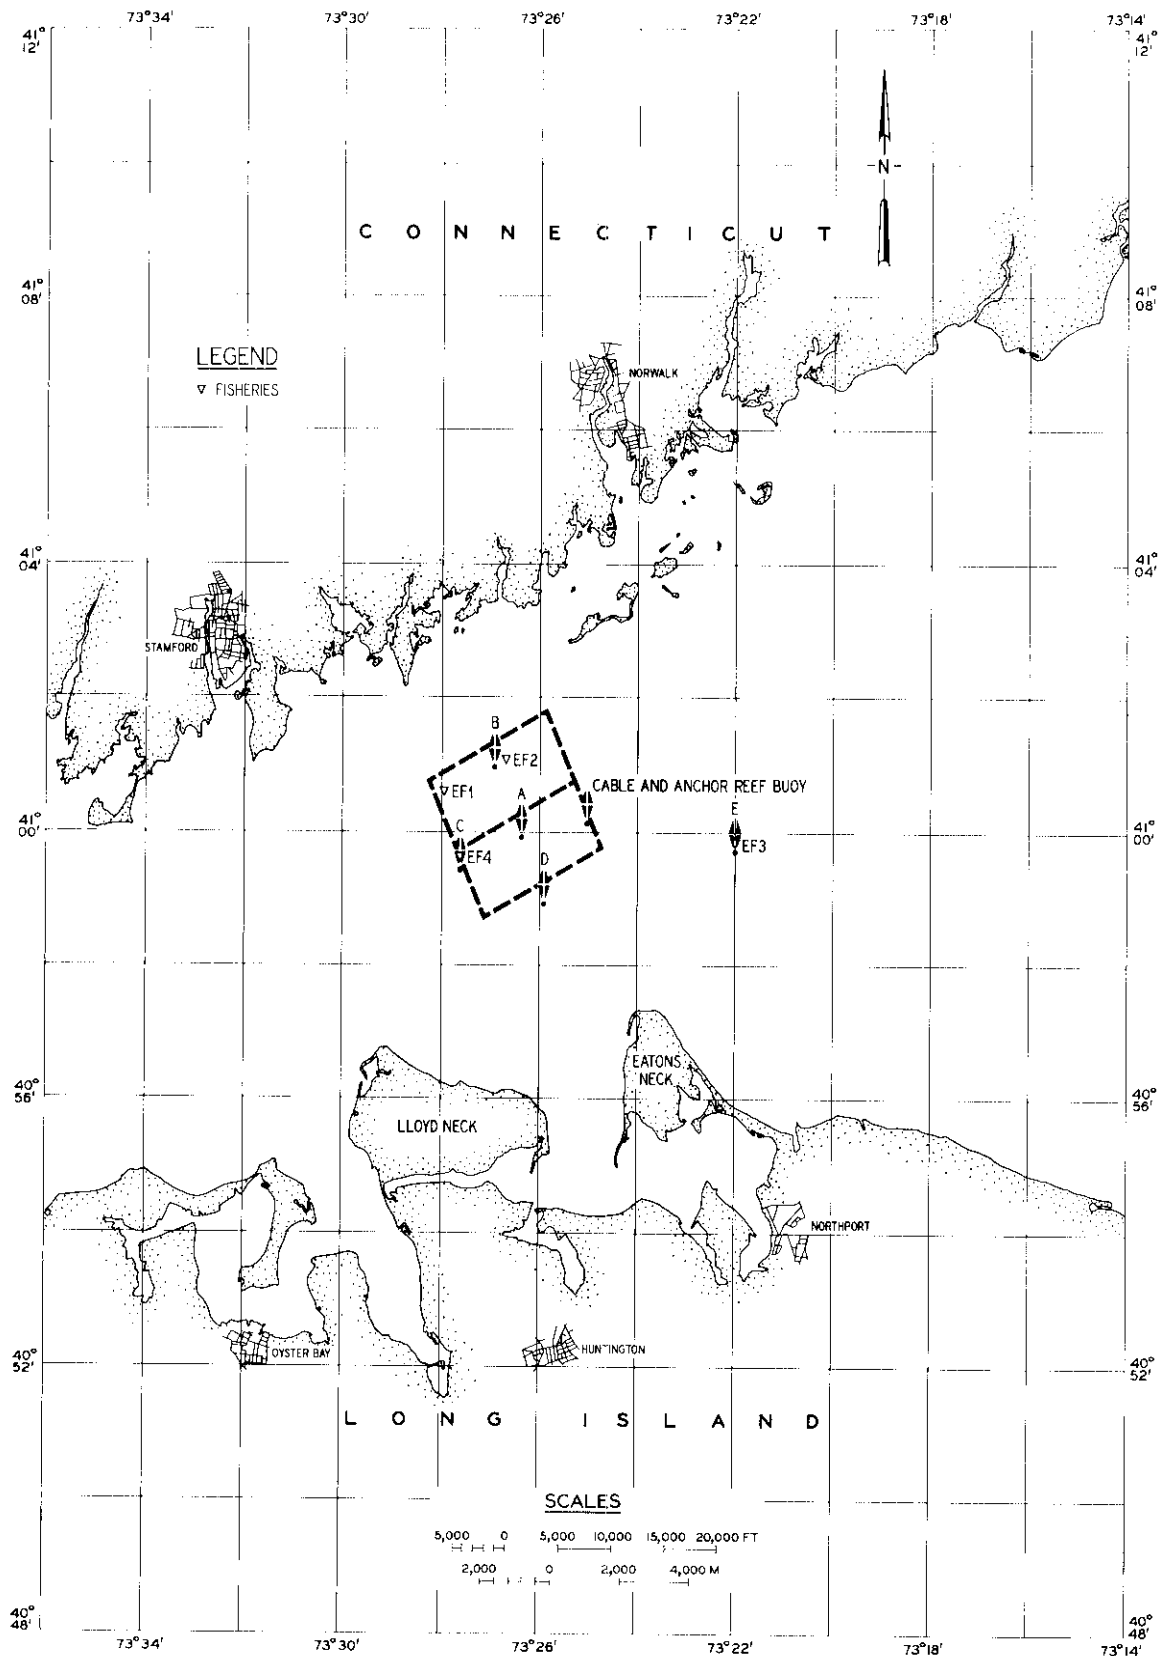 73°34' 73°30' 73°26' 73°22' 73°18' 73°14'
41° 12' 41° 12'
N
CONNECTICUT
41° 08' 41° 08'
LEGEND
▽ FISHERIES
NORWALK
41° 04' 41° 04'
STAMFORD
B
EF2
EF1
CABLE AND ANCHOR REEF BUOY
A
E
41° 00' 41° 00'
C
EF3
EF4
D
EATONS
NECK
40° 56' 40° 56'
LLOYD NECK
NORTHPORT
OYSTER BAY
HUNTINGTON
40° 52' 40° 52'
LONG ISLAND
SCALES
5,000 0 5,000 10,000 15,000 20,000 FT
2,000 0 2,000 4,000 M
40° 48' 40° 48'
73°34' 73°30' 73°26' 73°22' 73°18' 73°14'